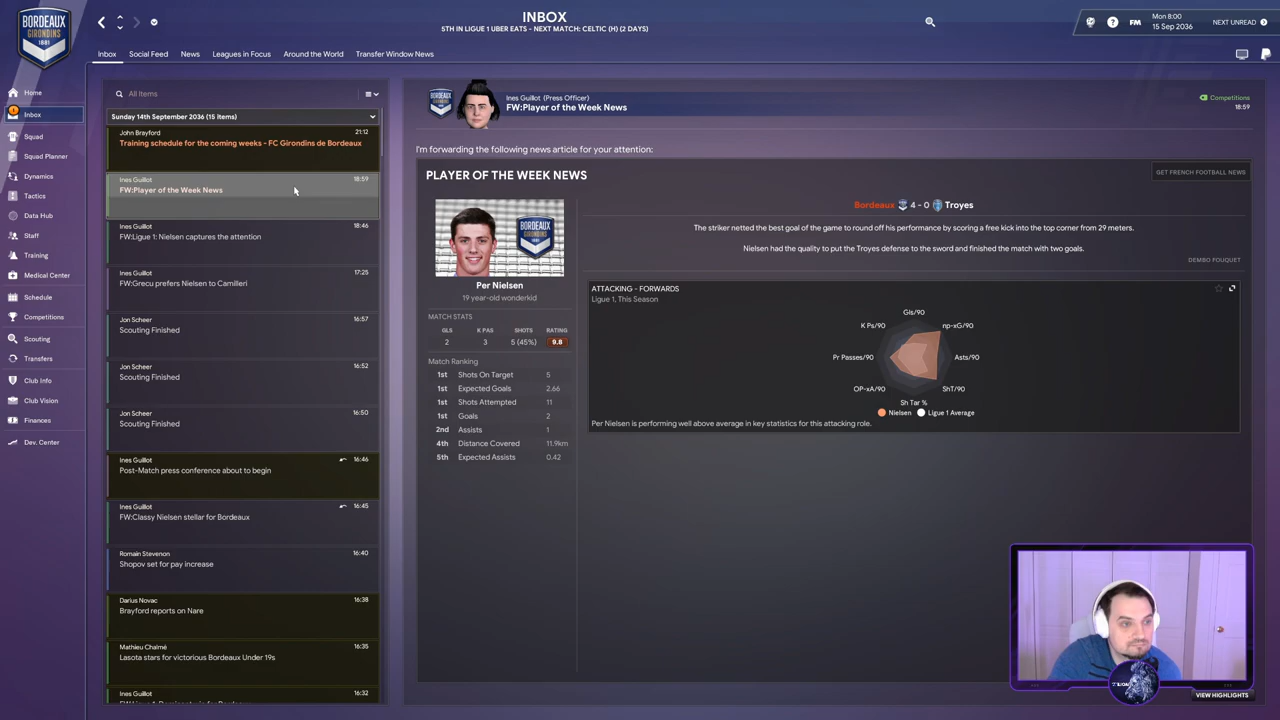 BORDEAUX
GIRONDINS
1881
INBOX
5TH IN LIGUE 1 UBER EATS - NEXT MATCH: CELTIC (H) (2 DAYS)
FM
Mon 8:00
15 Sep 2036
NEXT UNREAD
Inbox
Social Feed
News
Leagues in Focus
Around the World
Transfer Window News
Home
Inbox
Squad
Squad Planner
Dynamics
Tactics
Data Hub
Staff
Training
Medical Center
Schedule
Competitions
Scouting
Transfers
Club Info
Club Vision
Finances
Dev. Center
All Items
Sunday 14th September 2036 (15 Items)
John Brayford
21:12
Training schedule for the coming weeks - FC Girondins de Bordeaux
Ines Guillot
18:59
FW:Player of the Week News
Ines Guillot
18:46
FW:Ligue 1: Nielsen captures the attention
Ines Guillot
17:25
FW:Grecu prefers Nielsen to Camilleri
Jon Scheer
16:57
Scouting Finished
Jon Scheer
16:52
Scouting Finished
Jon Scheer
16:50
Scouting Finished
Ines Guillot
16:46
Post-Match press conference about to begin
Ines Guillot
16:45
FW:Classy Nielsen stellar for Bordeaux
Romain Stevenon
16:40
Shopov set for pay increase
Darius Novac
16:38
Brayford reports on Nare
Mathieu Chalmé
16:35
Lasota stars for victorious Bordeaux Under 19s
Ines Guillot
16:32
Ines Guillot (Press Officer)
FW:Player of the Week News
Competitions
18:59
I'm forwarding the following news article for your attention:
PLAYER OF THE WEEK NEWS
GET FRENCH FOOTBALL NEWS
Per Nielsen
19 year-old wonderkid
MATCH STATS
GLS K PAS SHOTS RATING
2 3 5 (45%) 9.8
Match Ranking
1st Shots On Target 5
1st Expected Goals 2.66
1st Shots Attempted 11
1st Goals 2
2nd Assists 1
4th Distance Covered 11.9km
5th Expected Assists 0.42
Bordeaux 4 - 0 Troyes
The striker netted the best goal of the game to round off his performance by scoring a free kick into the top corner from 29 meters.
Nielsen had the quality to put the Troyes defense to the sword and finished the match with two goals.
DEMBO FOUQUET
ATTACKING - FORWARDS
Ligue 1, This Season
Gls/90
K Ps/90
np-xG/90
Pr Passes/90
Asts/90
OP-xA/90
ShT/90
Sh Tar %
Nielsen
Ligue 1 Average
Per Nielsen is performing well above average in key statistics for this attacking role.
VIEW HIGHLIGHTS